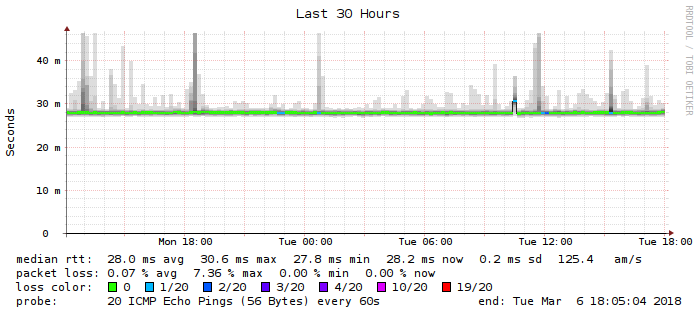 Last 30 Hours
RRDTOOL / TOBI OETIKER
Seconds
40 m
30 m
20 m
10 m
0
Mon 18:00 Tue 00:00 Tue 06:00 Tue 12:00 Tue 18:00
median rtt: 28.0 ms avg 30.6 ms max 27.8 ms min 28.2 ms now 0.2 ms sd 125.4 am/s
packet loss: 0.07 % avg 7.36 % max 0.00 % min 0.00 % now
loss color: 0 1/20 2/20 3/20 4/20 10/20 19/20
probe: 20 ICMP Echo Pings (56 Bytes) every 60s end: Tue Mar 6 18:05:04 2018